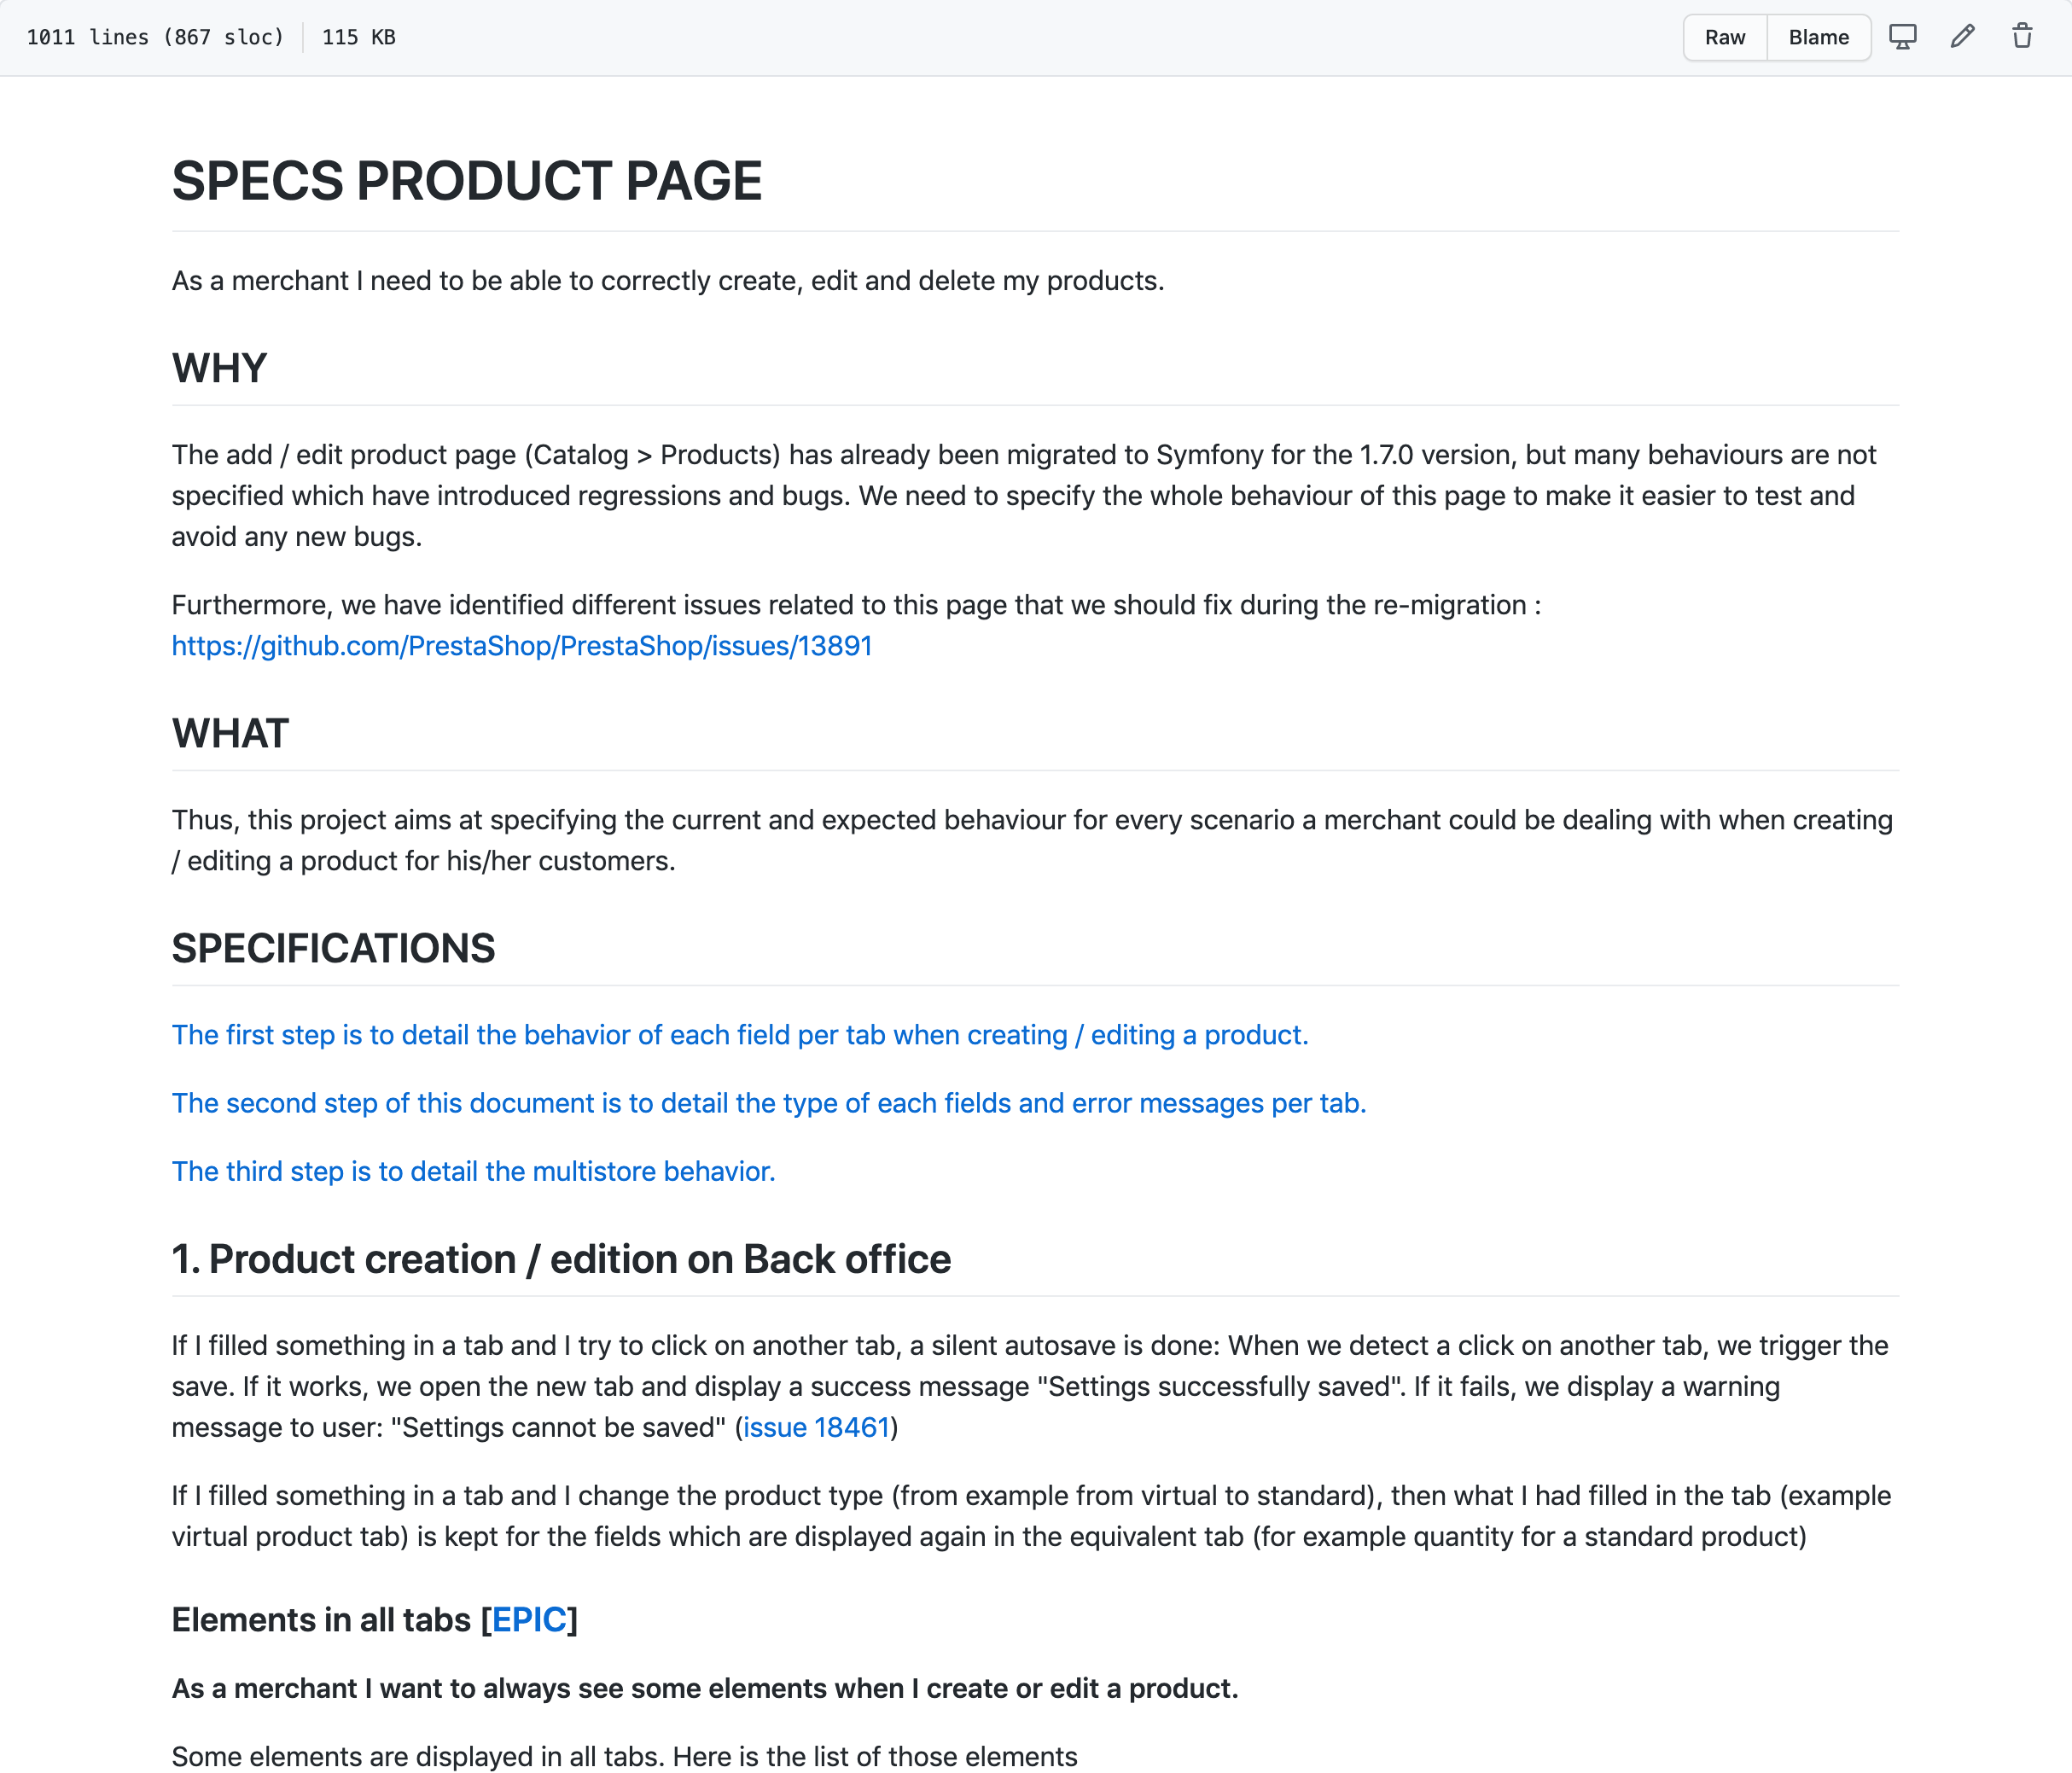 1011 lines (867 sloc) 115 KB
Raw Blame
SPECS PRODUCT PAGE
As a merchant I need to be able to correctly create, edit and delete my products.
WHY
The add / edit product page (Catalog > Products) has already been migrated to Symfony for the 1.7.0 version, but many behaviours are not
specified which have introduced regressions and bugs. We need to specify the whole behaviour of this page to make it easier to test and
avoid any new bugs.
Furthermore, we have identified different issues related to this page that we should fix during the re-migration :
https://github.com/PrestaShop/PrestaShop/issues/13891
WHAT
Thus, this project aims at specifying the current and expected behaviour for every scenario a merchant could be dealing with when creating
/ editing a product for his/her customers.
SPECIFICATIONS
The first step is to detail the behavior of each field per tab when creating / editing a product.
The second step of this document is to detail the type of each fields and error messages per tab.
The third step is to detail the multistore behavior.
1. Product creation / edition on Back office
If I filled something in a tab and I try to click on another tab, a silent autosave is done: When we detect a click on another tab, we trigger the
save. If it works, we open the new tab and display a success message "Settings successfully saved". If it fails, we display a warning
message to user: "Settings cannot be saved" (issue 18461)
If I filled something in a tab and I change the product type (from example from virtual to standard), then what I had filled in the tab (example
virtual product tab) is kept for the fields which are displayed again in the equivalent tab (for example quantity for a standard product)
Elements in all tabs [EPIC]
As a merchant I want to always see some elements when I create or edit a product.
Some elements are displayed in all tabs. Here is the list of those elements